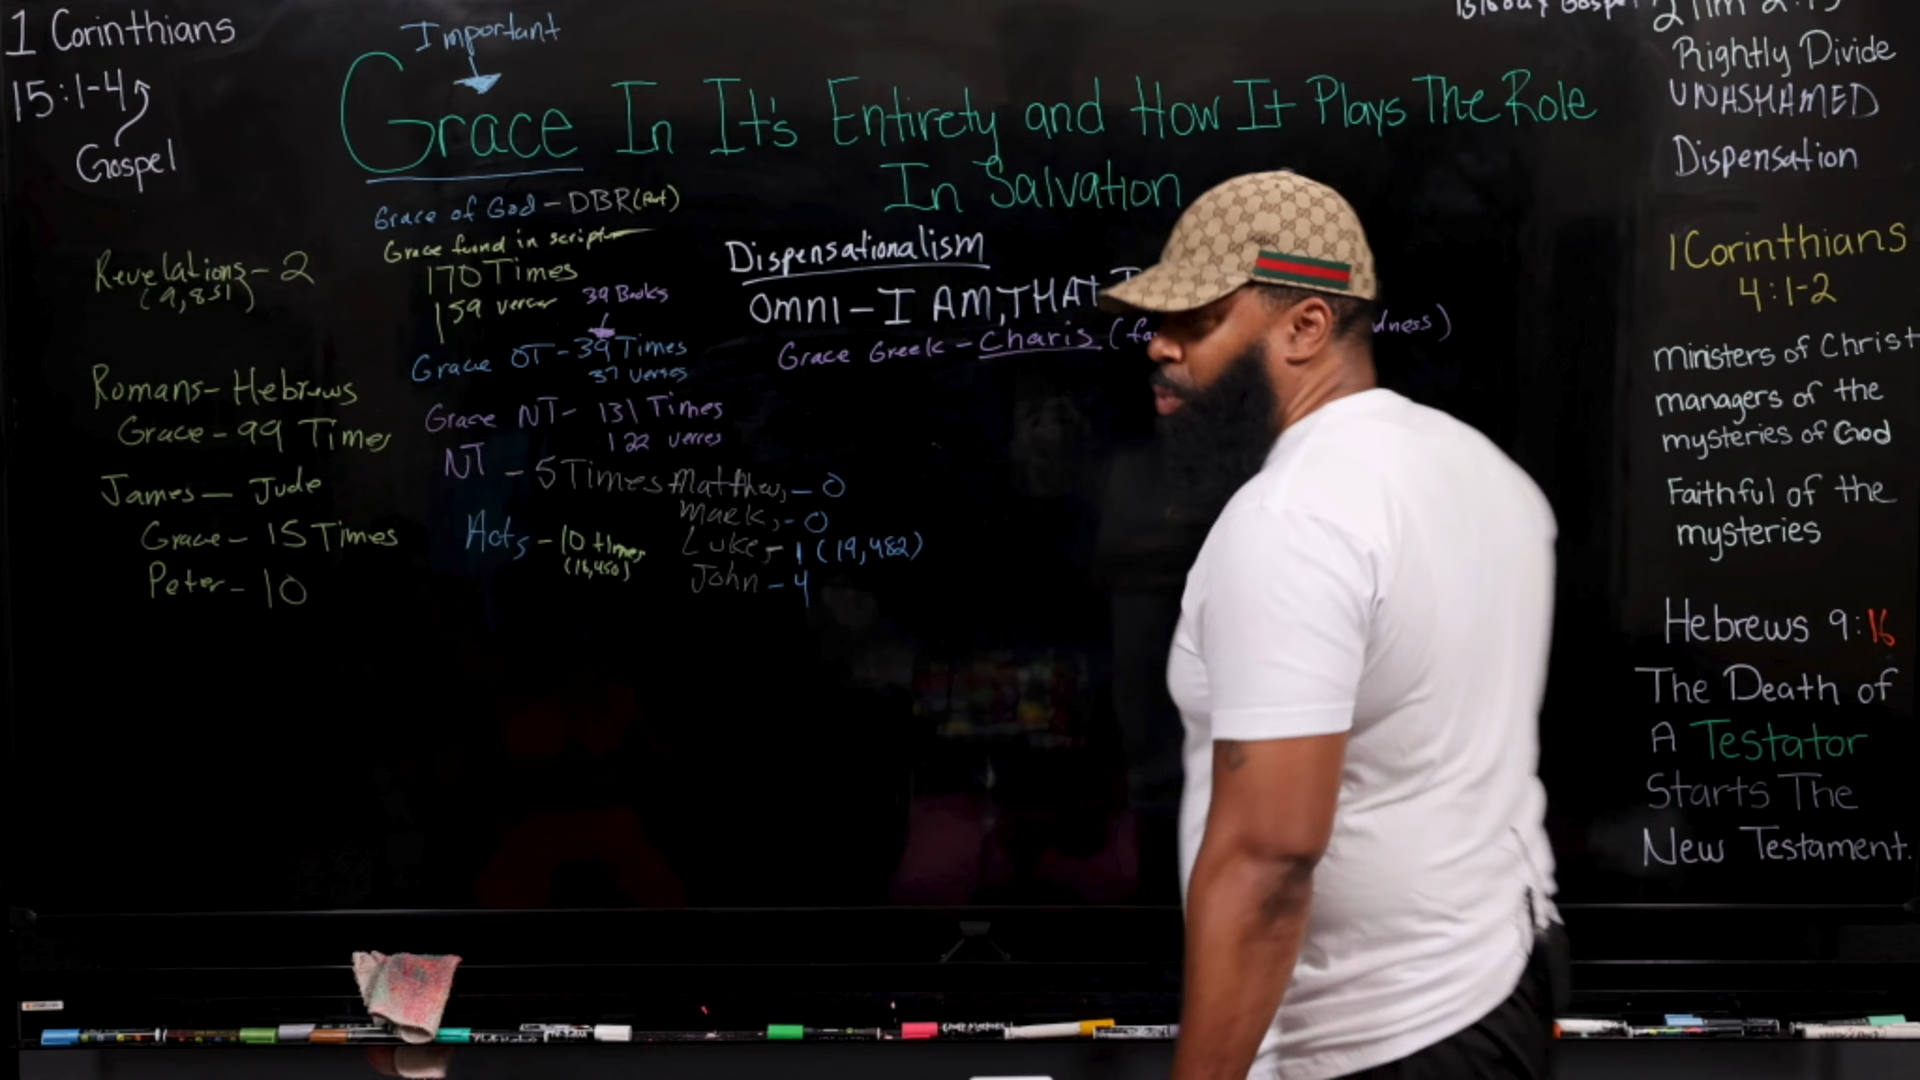 1 Corinthians
15:1-4
Gospel
Important
Grace In It's Entirety and How It Plays The Role
In Salvation
Grace of God - DBR
Grace found in script
170 Times
159 verses
39 Books
Grace OT - 39 Times
37 verses
Grace NT - 131 Times
122 verses
NT - 5 Times Matthew, - 0
Mark, - 0
Luke, - 1 (19,482)
John - 4
Acts - 10 times
(18,450)
Revelations - 2
(9,851)
Romans - Hebrews
Grace - 99 Times
James - Jude
Grace - 15 Times
Peter - 10
Dispensationalism
Omni - I AM, THAT
Grace Greek - Charis (
dness)
Gospel
2 Tim 2:15
Rightly Divide
UNASHAMED
Dispensation
1 Corinthians
4:1-2
ministers of Christ
managers of the
mysteries of God
Faithful of the
mysteries
Hebrews 9:16
The Death of
A Testator
Starts The
New Testament.